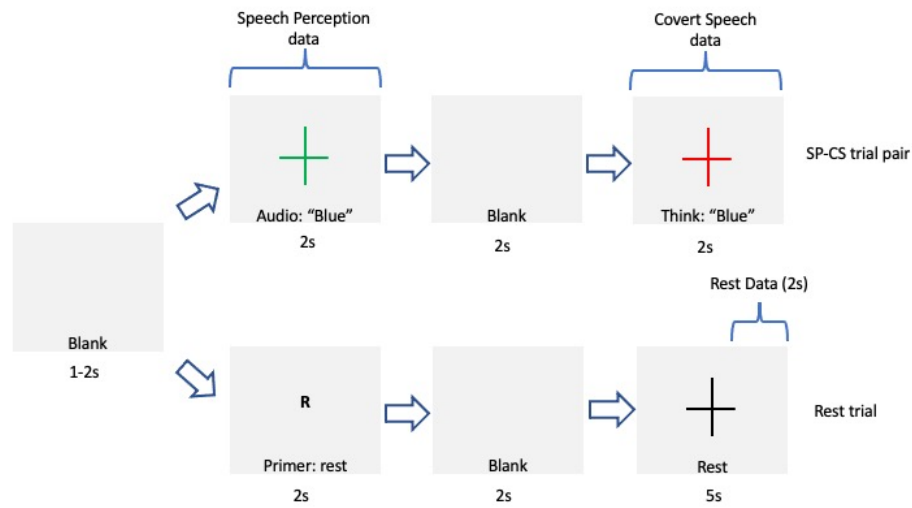 Speech Perception
data
Covert Speech
data
Audio: “Blue”
2s
Blank
2s
Think: “Blue”
2s
SP-CS trial pair
Blank
1-2s
Rest Data (2s)
R
Primer: rest
2s
Blank
2s
Rest
5s
Rest trial